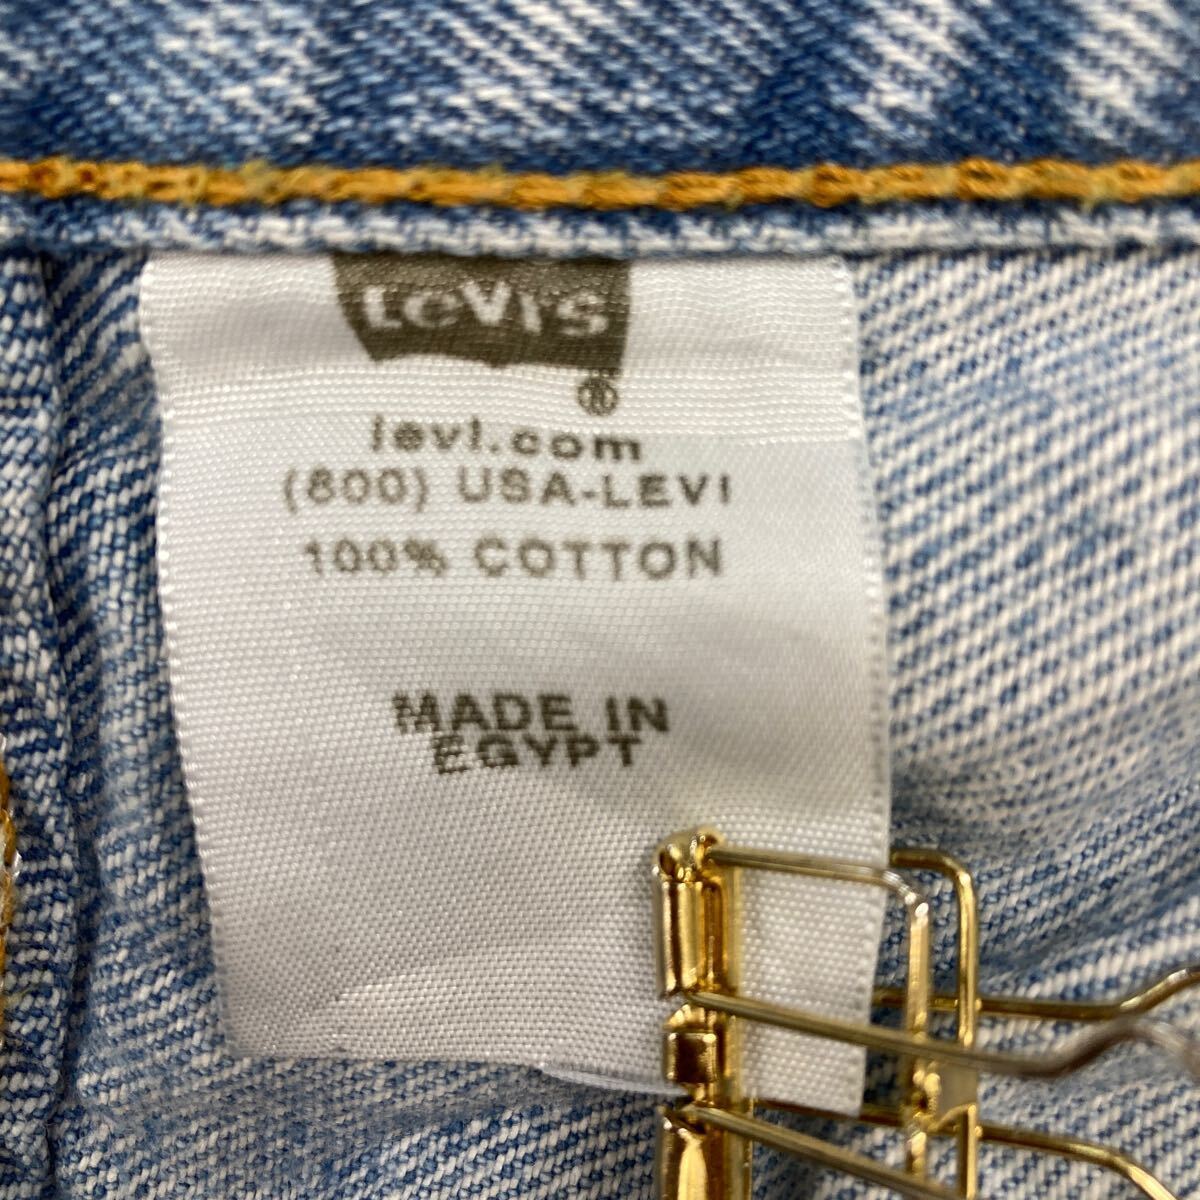 Levi's
®
levi.com
(800) USA-LEVI
100% COTTON
MADE IN
EGYPT